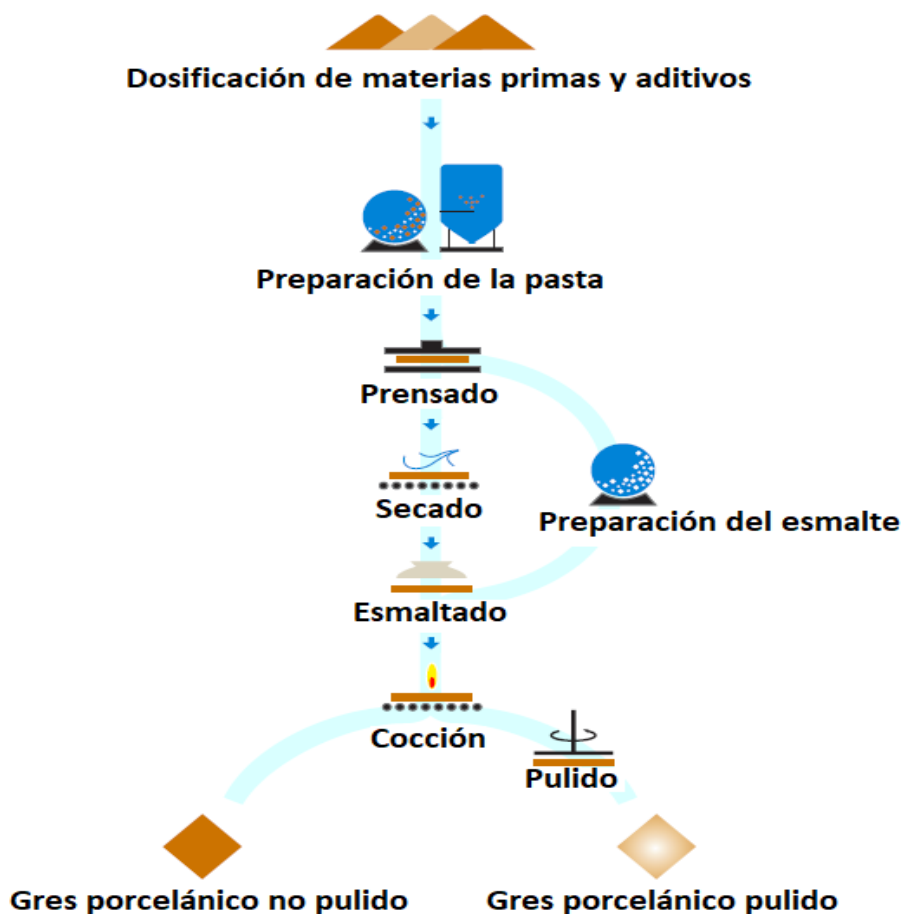 Dosificación de materias primas y aditivos
Preparación de la pasta
Prensado
Secado
Preparación del esmalte
Esmaltado
Cocción
Pulido
Gres porcelánico no pulido
Gres porcelánico pulido